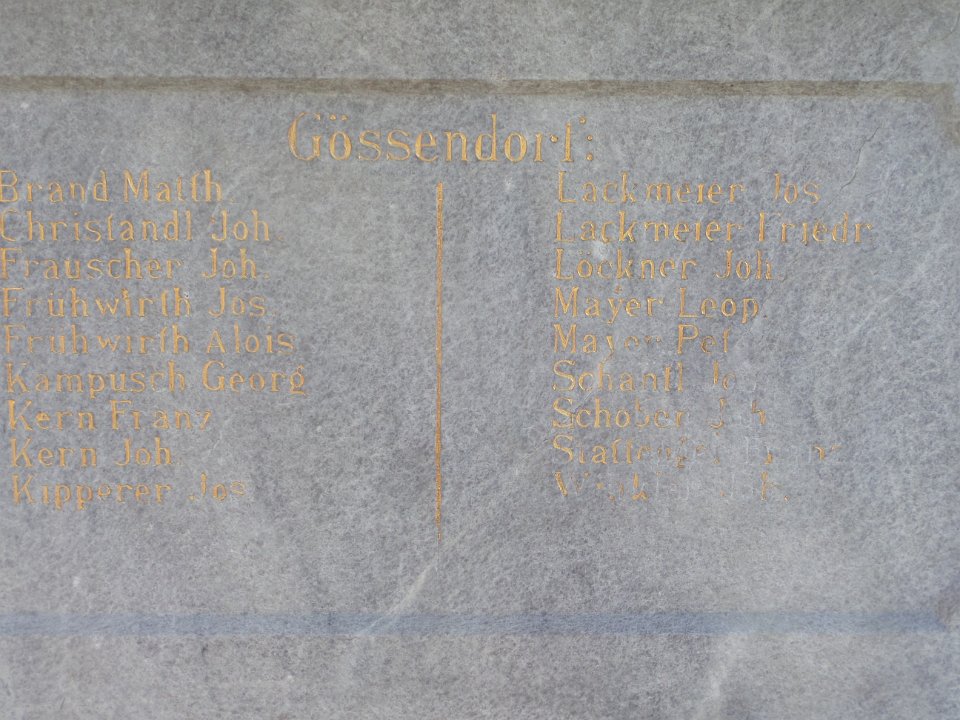 Gössendorf:
Brand Matth.
Christandl Joh.
Frauscher Joh.
Frühwirth Jos.
Frühwirth Alois
Kampusch Georg
Kern Franz
Kern Joh.
Kipperer Jos.
Lackmeier Jos.
Lackmeier Friedr.
Löckner Joh.
Mayer Leop.
Mayer Pet
Schantl
Schober